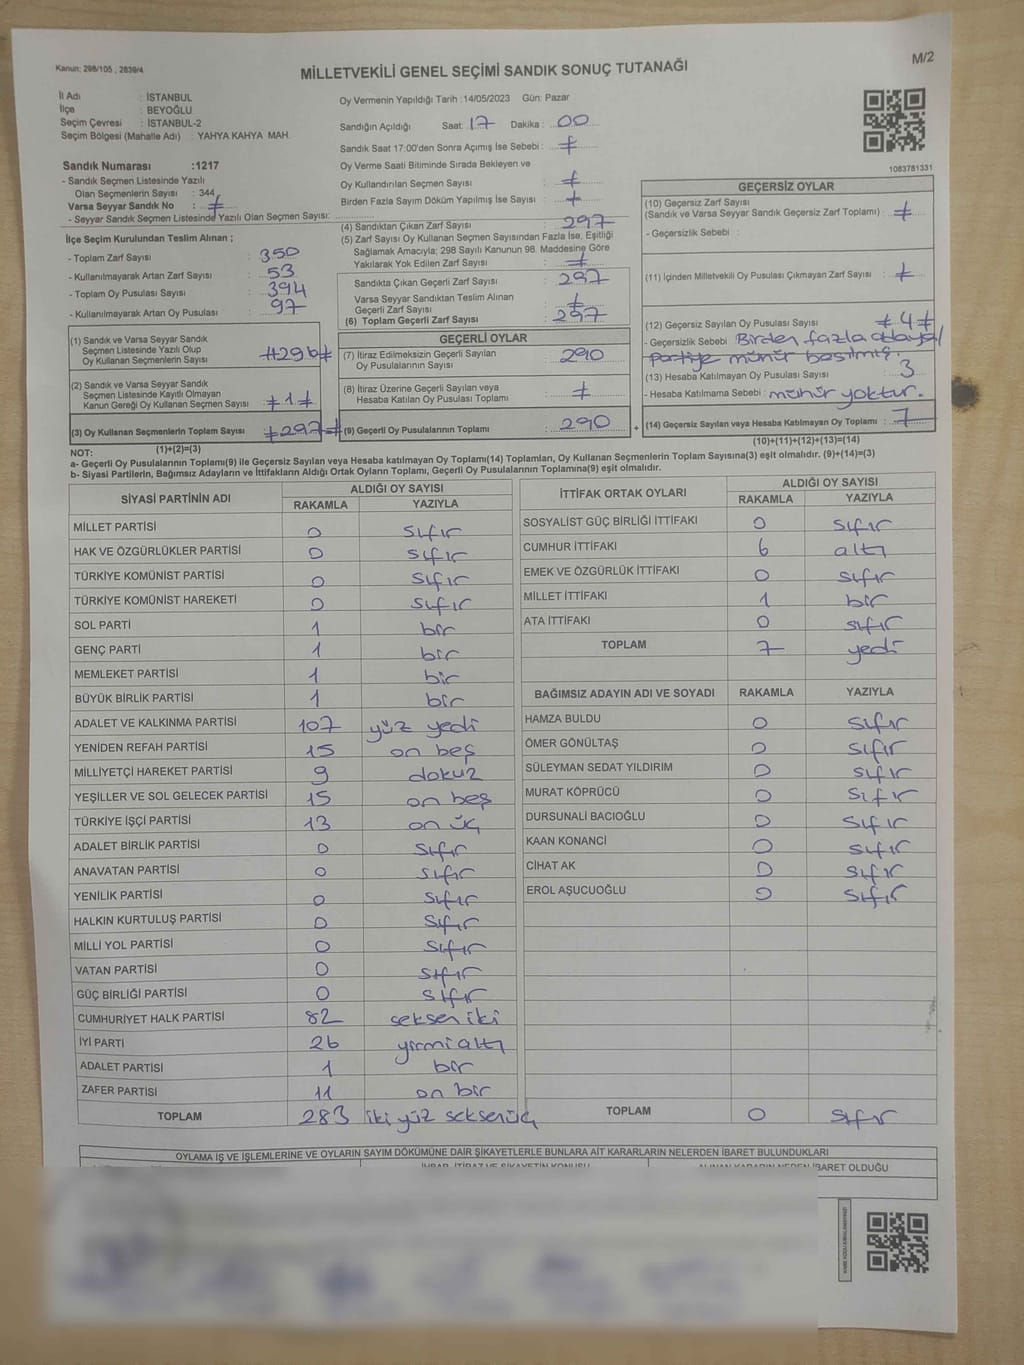 Kanun: 298/105 , 2839/4
MİLLETVEKİLİ GENEL SEÇİMİ SANDIK SONUÇ TUTANAĞI
M/2
İl Adı : İSTANBUL
İlçe : BEYOĞLU
Seçim Çevresi : İSTANBUL-2
Seçim Bölgesi (Mahalle Adı) : YAHYA KAHYA MAH.
Sandık Numarası :1217
- Sandık Seçmen Listesinde Yazılı
Olan Seçmenlerin Sayısı : 344
Varsa Seyyar Sandık No :
- Seyyar Sandık Seçmen Listesinde Yazılı Olan Seçmen Sayısı:
İlçe Seçim Kurulundan Teslim Alınan ;
- Toplam Zarf Sayısı : 350
- Kullanılmayarak Artan Zarf Sayısı : 53
- Toplam Oy Pusulası Sayısı : 394
- Kullanılmayarak Artan Oy Pusulası : 97
(1) Sandık ve Varsa Seyyar Sandık
Seçmen Listesinde Yazılı Olup
Oy Kullanan Seçmenlerin Sayısı #296#
(2) Sandık ve Varsa Seyyar Sandık
Seçmen Listesinde Kayıtlı Olmayan
Kanun Gereği Oy Kullanan Seçmen Sayısı #1#
(3) Oy Kullanan Seçmenlerin Toplam Sayısı #297#
(1)+(2)=(3)
Oy Vermenin Yapıldığı Tarih :14/05/2023 Gün: Pazar
Sandığın Açıldığı Saat: 17 Dakika : 00
Sandık Saat 17:00'den Sonra Açımış İse Sebebi :
Oy Verme Saati Bitiminde Sırada Bekleyen ve
Oy Kullandırılan Seçmen Sayısı :
Birden Fazla Sayım Döküm Yapılmış İse Sayısı :
(4) Sandıktan Çıkan Zarf Sayısı : 297
(5) Zarf Sayısı Oy Kullanan Seçmen Sayısından Fazla İse, Eşitliği
Sağlamak Amacıyla; 298 Sayılı Kanunun 98. Maddesine Göre
Yakılarak Yok Edilen Zarf Sayısı :
Sandıkta Çıkan Geçerli Zarf Sayısı : 297
Varsa Seyyar Sandıktan Teslim Alınan
Geçerli Zarf Sayısı :
(6) Toplam Geçerli Zarf Sayısı : 297
GEÇERLİ OYLAR
(7) İtiraz Edilmeksizin Geçerli Sayılan
Oy Pusulasının Sayısı : 290
(8) İtiraz Üzerine Geçerli Sayılan veya
Hesaba Katılan Oy Pusulası Toplamı :
(9) Geçerli Oy Pusulalarının Toplamı : 290
+
1083781331
GEÇERSİZ OYLAR
(10) Geçersiz Zarf Sayısı
(Sandık ve Varsa Seyyar Sandık Geçersiz Zarf Toplamı) :
- Geçersizlik Sebebi :
(11) İçinden Milletvekili Oy Pusulası Çıkmayan Zarf Sayısı :
(12) Geçersiz Sayılan Oy Pusulası Sayısı : #4#
- Geçersizlik Sebebi : Birden fazla
partiye mühür basılmış.
(13) Hesaba Katılmayan Oy Pusulası Sayısı : 3
- Hesaba Katılmama Sebebi : mühür yoktur.
(14) Geçersiz Sayılan veya Hesaba Katılmayan Oy Toplamı : 7
(10)+(11)+(12)+(13)=(14)
NOT:
a- Geçerli Oy Pusulalarının Toplamı(9) ile Geçersiz Sayılan veya Hesaba katılmayan Oy Toplamı(14) Toplamları, Oy Kullanan Seçmenlerin Toplam Sayısına(3) eşit olmalıdır. (9)+(14)=(3)
b- Siyasi Partilerin, Bağımsız Adayların ve İttifakların Aldığı Ortak Oyların Toplamı, Geçerli Oy Pusulalarının Toplamına(9) eşit olmalıdır.
SİYASİ PARTİNİN ADI ALDIĞI OY SAYISI
RAKAMLA YAZIYLA
MİLLET PARTİSİ 0 sıfır
HAK VE ÖZGÜRLÜKLER PARTİSİ 0 sıfır
TÜRKİYE KOMÜNİST PARTİSİ 0 sıfır
TÜRKİYE KOMÜNİST HAREKETİ 0 sıfır
SOL PARTİ 1 bir
GENÇ PARTİ 1 bir
MEMLEKET PARTİSİ 1 bir
BÜYÜK BİRLİK PARTİSİ 1 bir
ADALET VE KALKINMA PARTİSİ 107 yüz yedi
YENİDEN REFAH PARTİSİ 15 on beş
MİLLİYETÇİ HAREKET PARTİSİ 9 dokuz
YEŞİLLER VE SOL GELECEK PARTİSİ 15 on beş
TÜRKİYE İŞÇİ PARTİSİ 13 on üç
ADALET BİRLİK PARTİSİ 0 sıfır
ANAVATAN PARTİSİ 0 sıfır
YENİLİK PARTİSİ 0 sıfır
HALKIN KURTULUŞ PARTİSİ 0 sıfır
MİLLİ YOL PARTİSİ 0 sıfır
VATAN PARTİSİ 0 sıfır
GÜÇ BİRLİĞİ PARTİSİ 0 sıfır
CUMHURİYET HALK PARTİSİ 82 seksen iki
İYİ PARTİ 26 yirmi altı
ADALET PARTİSİ 1 bir
ZAFER PARTİSİ 11 on bir
TOPLAM 283 iki yüz seksen üç
İTTİFAK ORTAK OYLARI ALDIĞI OY SAYISI
RAKAMLA YAZIYLA
SOSYALİST GÜÇ BİRLİĞİ İTTİFAKI 0 sıfır
CUMHUR İTTİFAKI 6 altı
EMEK VE ÖZGÜRLÜK İTTİFAKI 0 sıfır
MİLLET İTTİFAKI 1 bir
ATA İTTİFAKI 0 sıfır
TOPLAM 7 yedi
BAĞIMSIZ ADAYIN ADI VE SOYADI RAKAMLA YAZIYLA
HAMZA BULDU 0 sıfır
ÖMER GÖNÜLTAŞ 0 sıfır
SÜLEYMAN SEDAT YILDIRIM 0 sıfır
MURAT KÖPRÜCÜ 0 sıfır
DURSUNALİ BACIOĞLU 0 sıfır
KAAN KONANCİ 0 sıfır
CİHAT AK 0 sıfır
EROL AŞUCUOĞLU 0 sıfır
TOPLAM 0 sıfır
OYLAMA İŞ VE İŞLEMLERİNE VE OYLARIN SAYIM DÖKÜMÜNE DAİR ŞİKAYETLERLE BUNLARA AİT KARARLARIN NELERDEN İBARET BULUNDUKLARI
İHBAR, İTİRAZ VE ŞİKAYETİN KONUSU ALINAN KARARIN NEDEN İBARET OLDUĞU